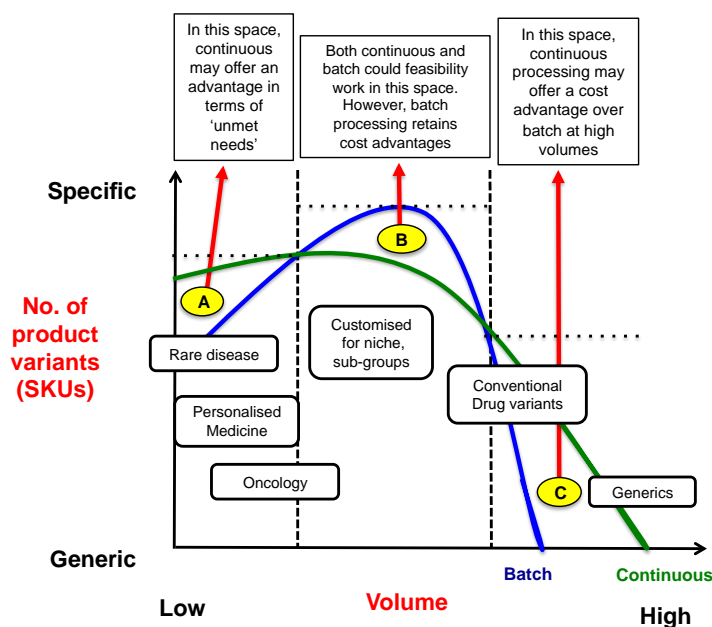 In this space,
continuous
may offer an
advantage in
terms of
‘unmet
needs’
Both continuous and
batch could feasibility
work in this space.
However, batch
processing retains
cost advantages
In this space,
continuous
processing may
offer a cost
advantage over
batch at high
volumes
Specific
No. of
product
variants
(SKUs)
Generic
A
B
C
Rare disease
Personalised
Medicine
Oncology
Customised
for niche,
sub-groups
Conventional
Drug variants
Generics
Batch
Continuous
Low
Volume
High